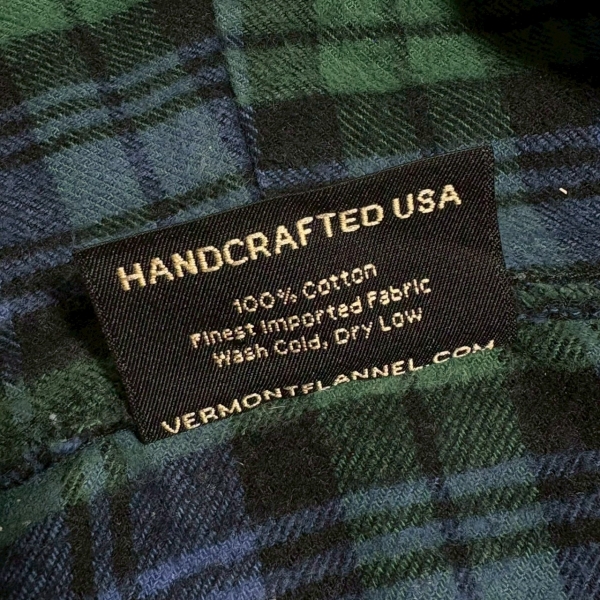 HANDCRAFTED USA
100% Cotton
Finest Imported Fabric
Wash Cold, Dry Low
VERMONTFLANNEL.COM